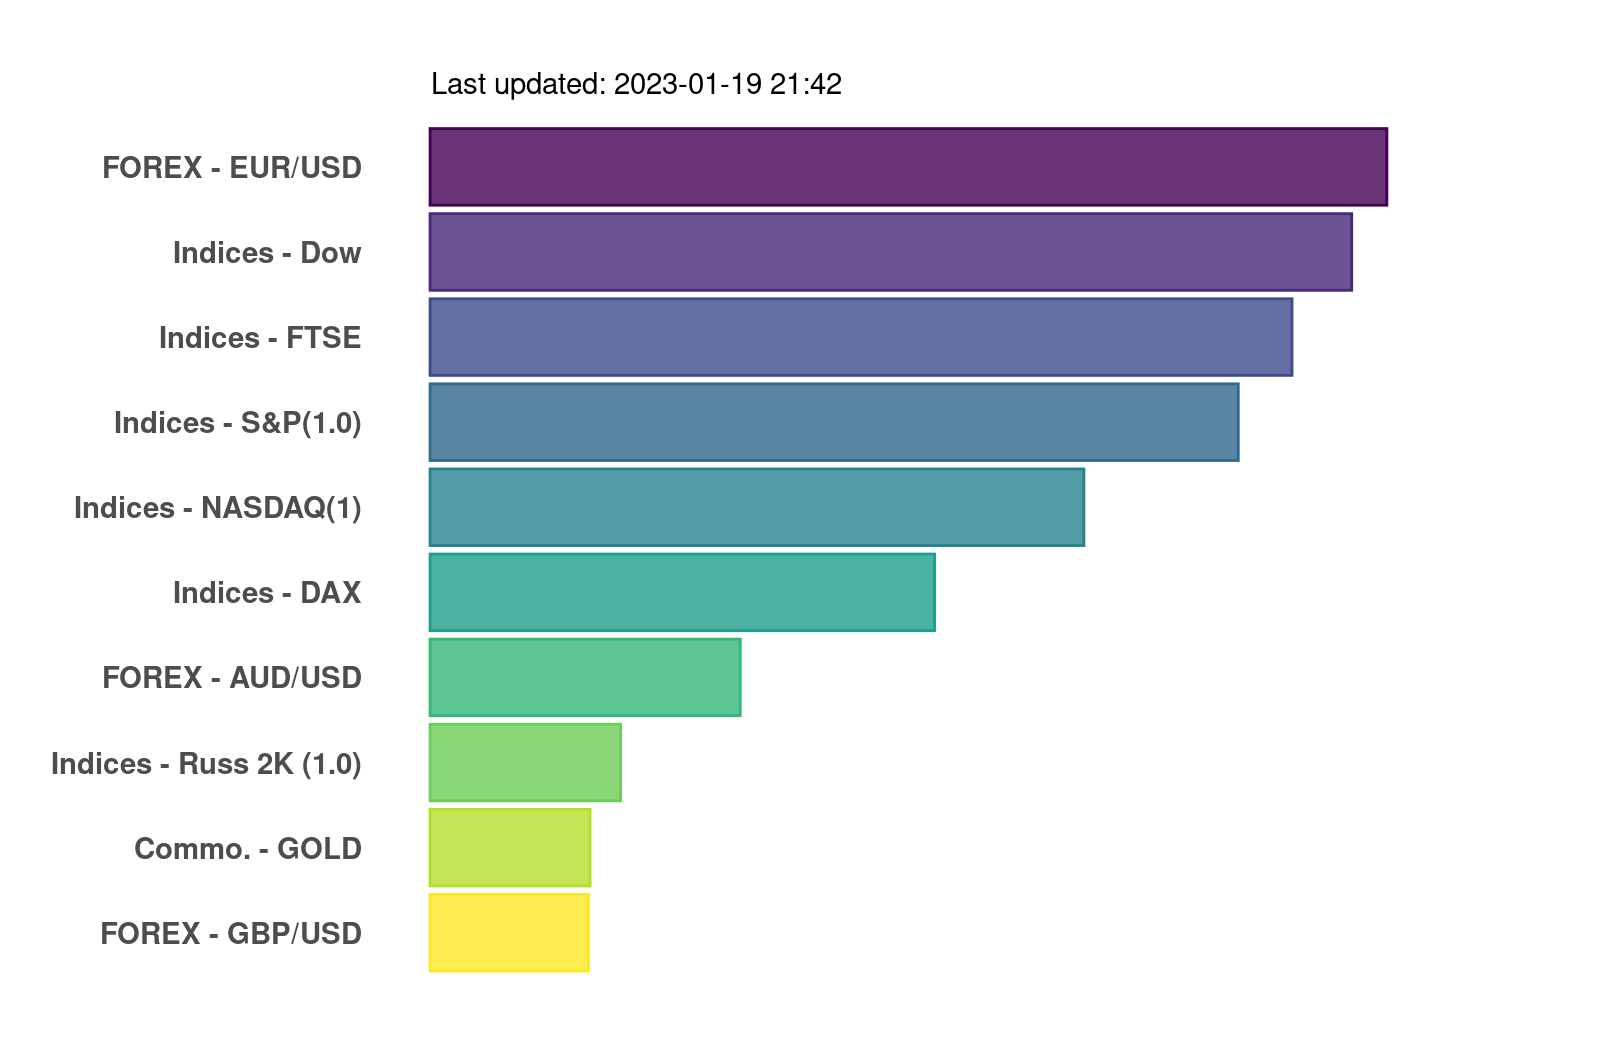 Last updated: 2023-01-19 21:42
FOREX - EUR/USD
Indices - Dow
Indices - FTSE
Indices - S&P(1.0)
Indices - NASDAQ(1)
Indices - DAX
FOREX - AUD/USD
Indices - Russ 2K (1.0)
Commo. - GOLD
FOREX - GBP/USD